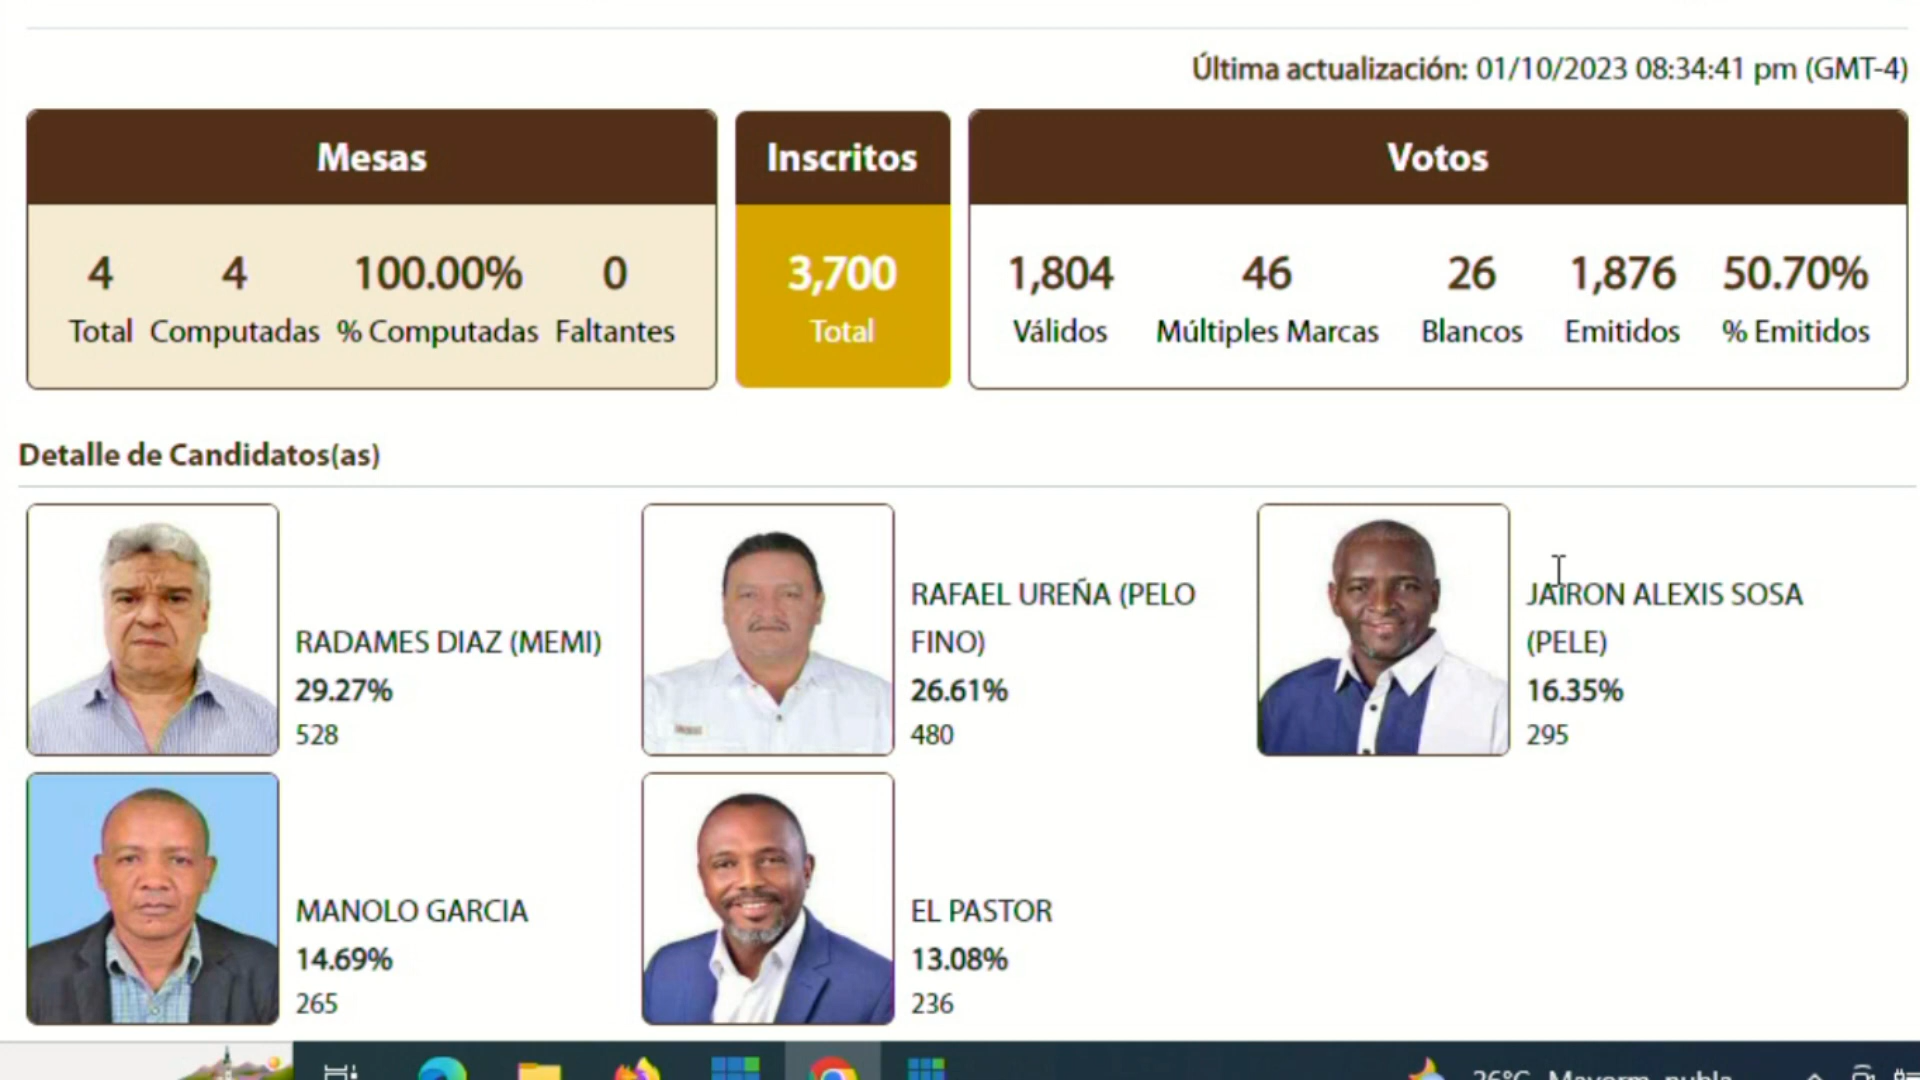 Última actualización: 01/10/2023 08:34:41 pm (GMT-4)
Mesas
4 4 100.00% 0
Total Computadas % Computadas Faltantes
Inscritos
3,700
Total
Votos
1,804 46 26 1,876 50.70%
Válidos Múltiples Marcas Blancos Emitidos % Emitidos
Detalle de Candidatos(as)
RADAMES DIAZ (MEMI)
29.27%
528
RAFAEL UREÑA (PELO
FINO)
26.61%
480
JAIRON ALEXIS SOSA
(PELE)
16.35%
295
MANOLO GARCIA
14.69%
265
EL PASTOR
13.08%
236
26°C Mayorm. nubla...